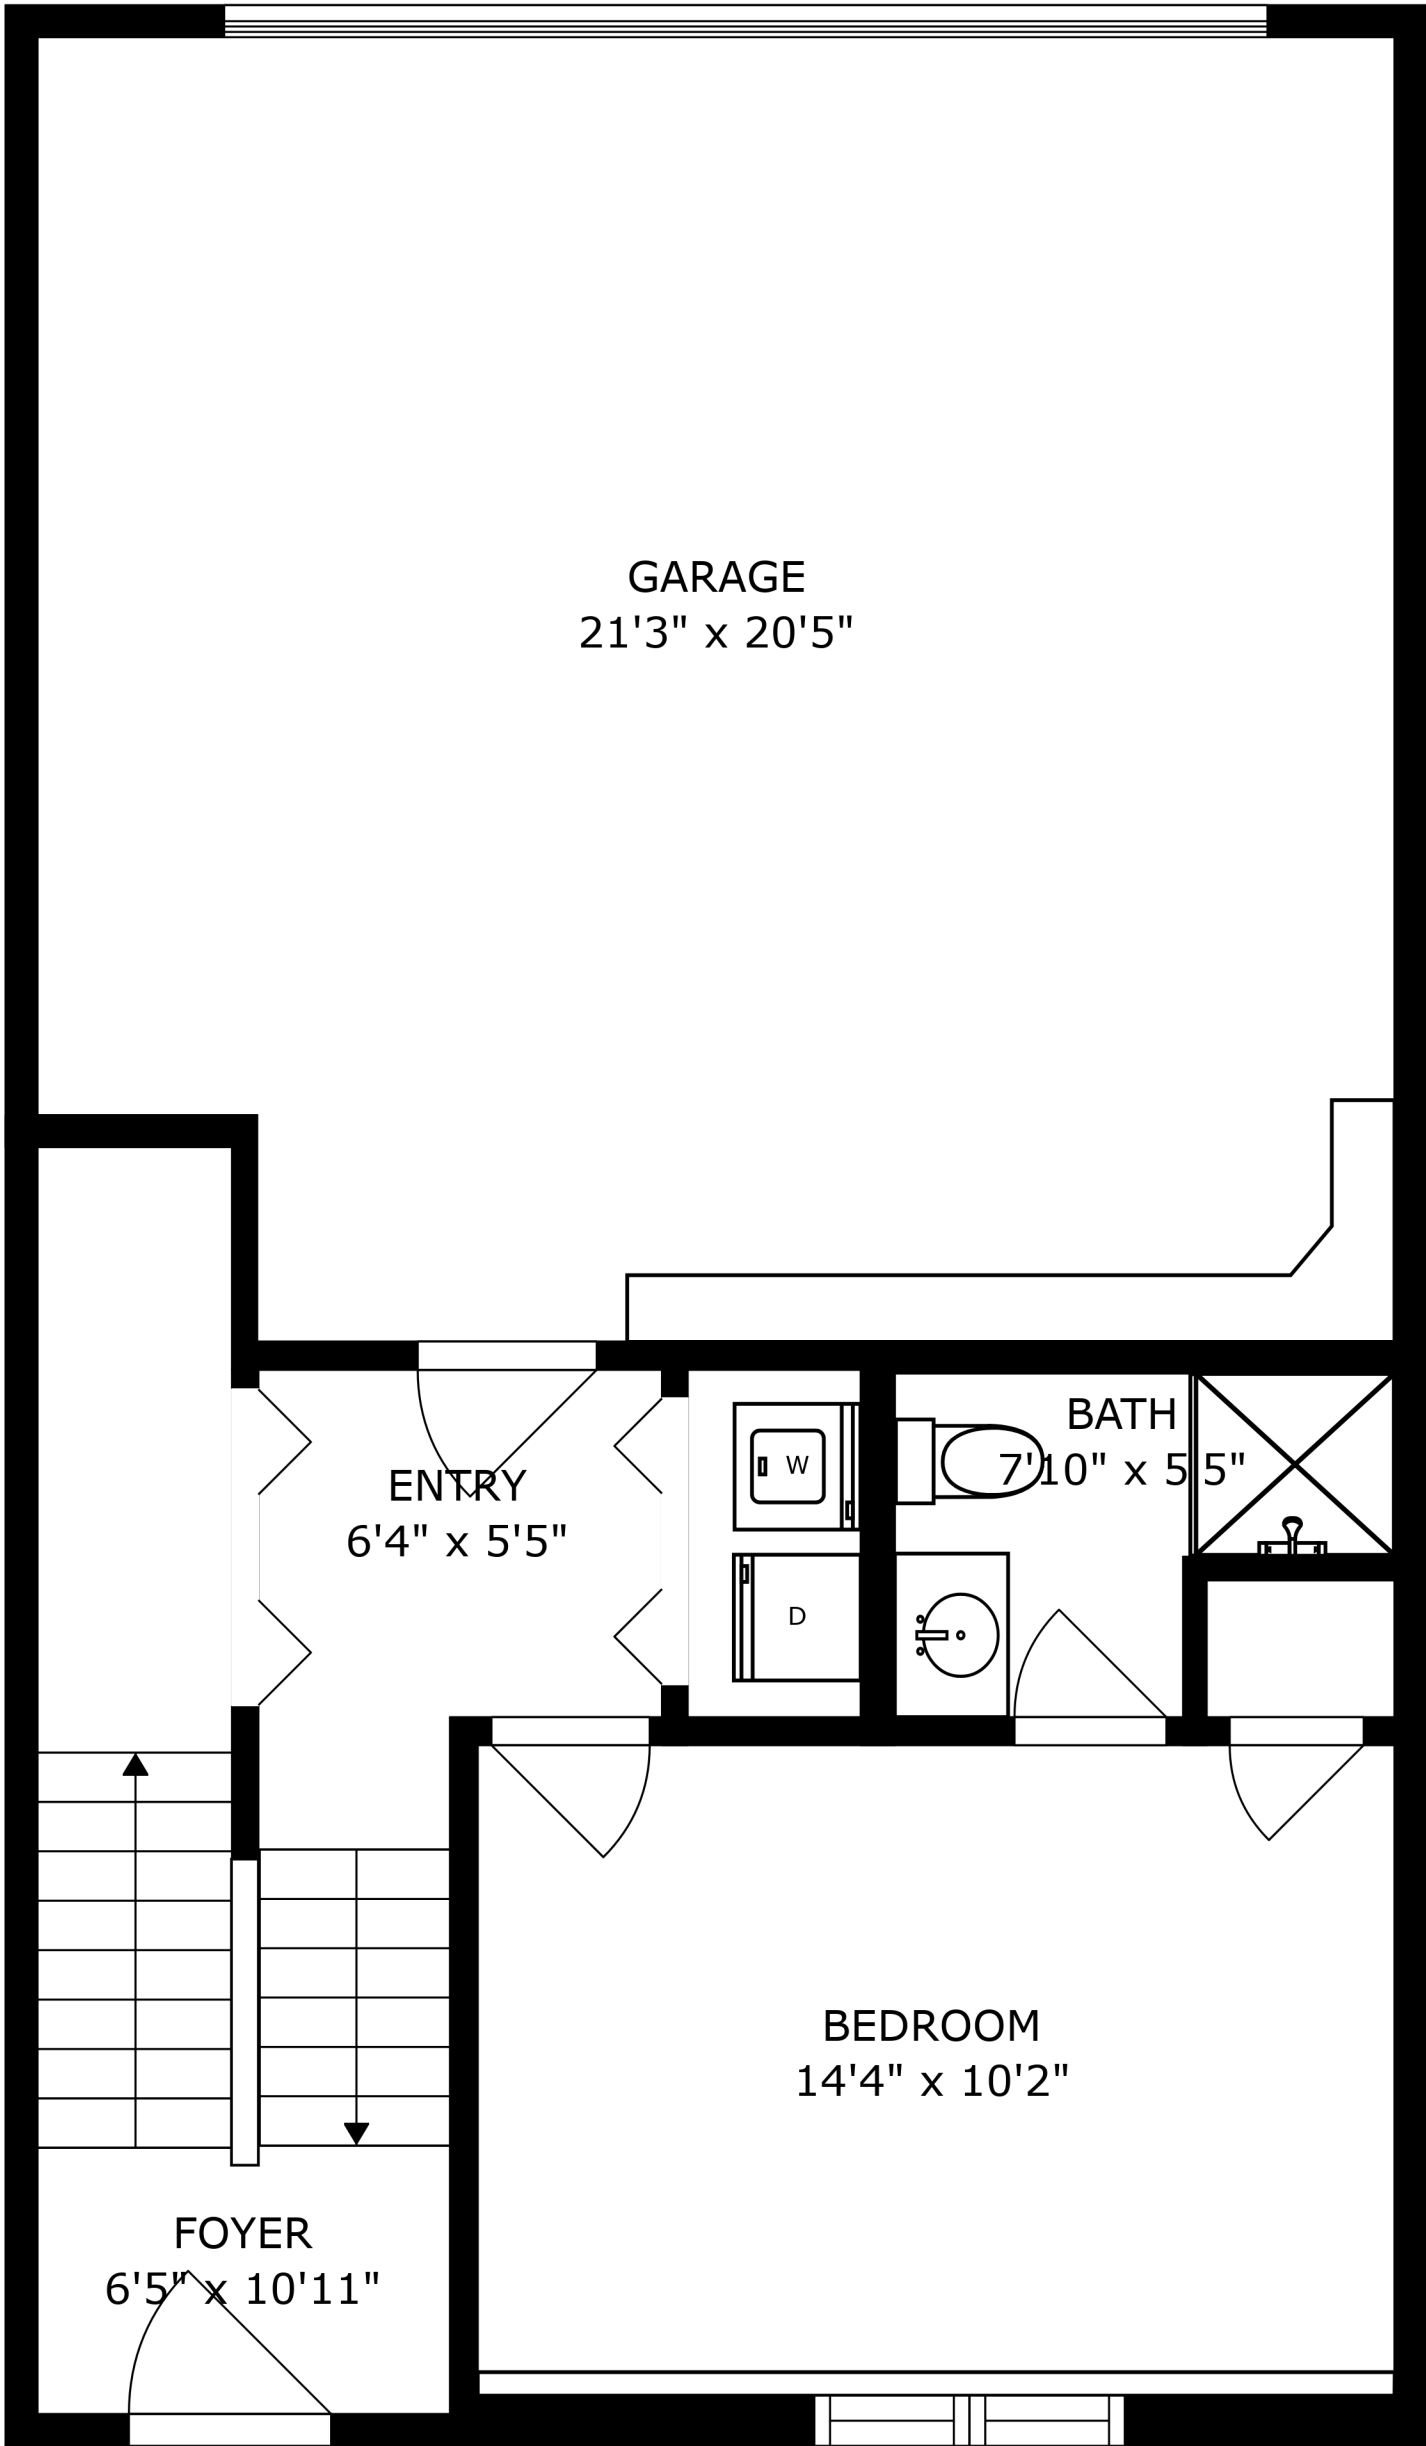 GARAGE
21'3" x 20'5"
BATH
7'10" x 5'5"
W
ENTRY
6'4" x 5'5"
D
BEDROOM
14'4" x 10'2"
FOYER
6'5" x 10'11"